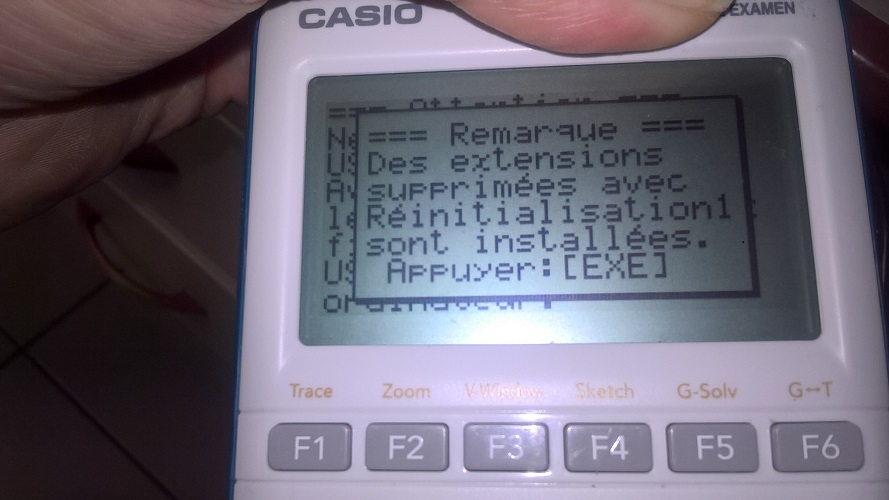 CASIO
EXAMEN
=== Attention ===
=== Remarque ===
Des extensions
supprimées avec
Réinitialisation1
sont installées.
Appuyer:[EXE]
Trace Zoom V-Window Sketch G-Solv G↔T
F1 F2 F3 F4 F5 F6